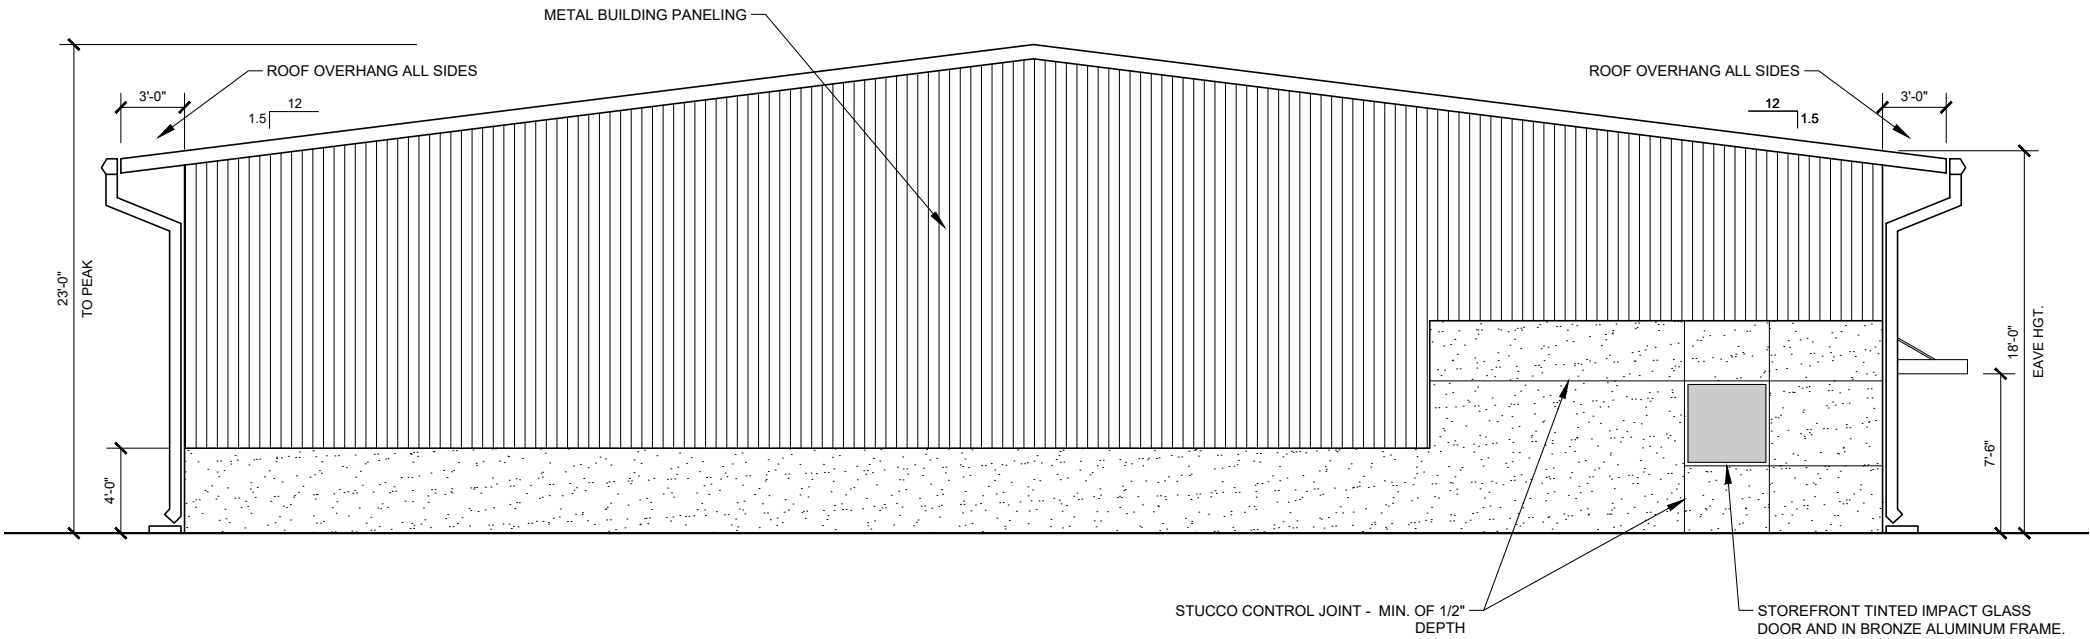 METAL BUILDING PANELING
ROOF OVERHANG ALL SIDES
ROOF OVERHANG ALL SIDES
3'-0"
12
1.5
12
1.5
3'-0"
23'-0"
TO PEAK
18'-0"
EAVE HGT.
4'-0"
7'-6"
STUCCO CONTROL JOINT - MIN. OF 1/2"
DEPTH
STOREFRONT TINTED IMPACT GLASS
DOOR AND IN BRONZE ALUMINUM FRAME.